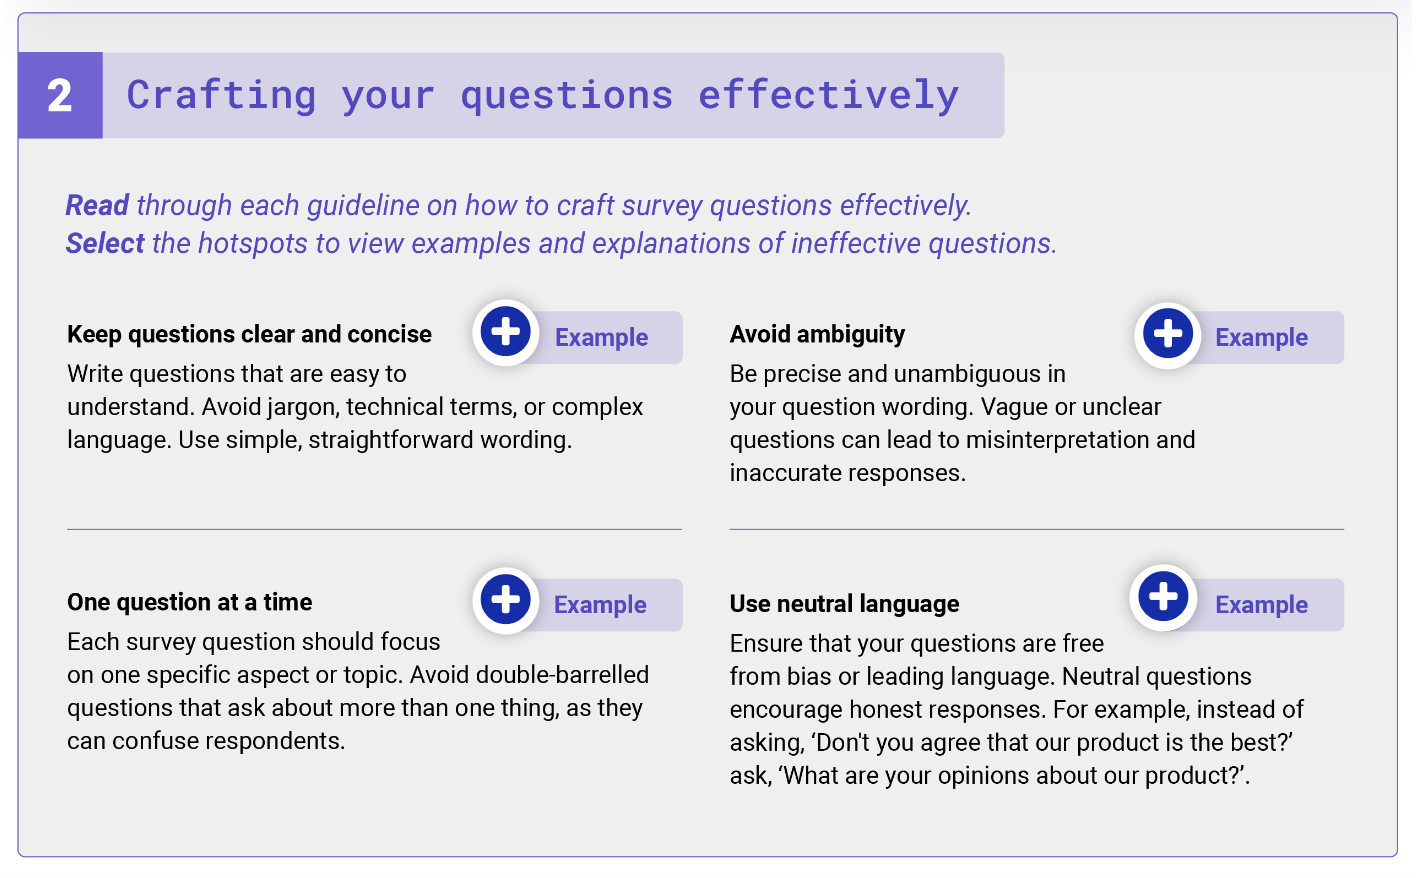 2
Crafting your questions effectively
Read through each guideline on how to craft survey questions effectively.
Select the hotspots to view examples and explanations of ineffective questions.
Keep questions clear and concise
Example
Write questions that are easy to
understand. Avoid jargon, technical terms, or complex
language. Use simple, straightforward wording.
Avoid ambiguity
Example
Be precise and unambiguous in
your question wording. Vague or unclear
questions can lead to misinterpretation and
inaccurate responses.
One question at a time
Example
Each survey question should focus
on one specific aspect or topic. Avoid double-barrelled
questions that ask about more than one thing, as they
can confuse respondents.
Use neutral language
Example
Ensure that your questions are free
from bias or leading language. Neutral questions
encourage honest responses. For example, instead of
asking, ‘Don't you agree that our product is the best?’
ask, ‘What are your opinions about our product?’.